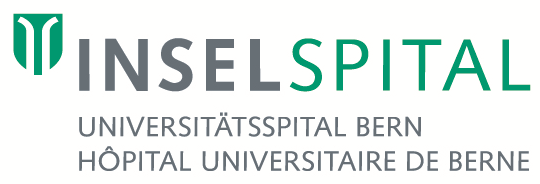 INSELSPITAL
UNIVERSITÄTSSPITAL BERN
HÔPITAL UNIVERSITAIRE DE BERNE